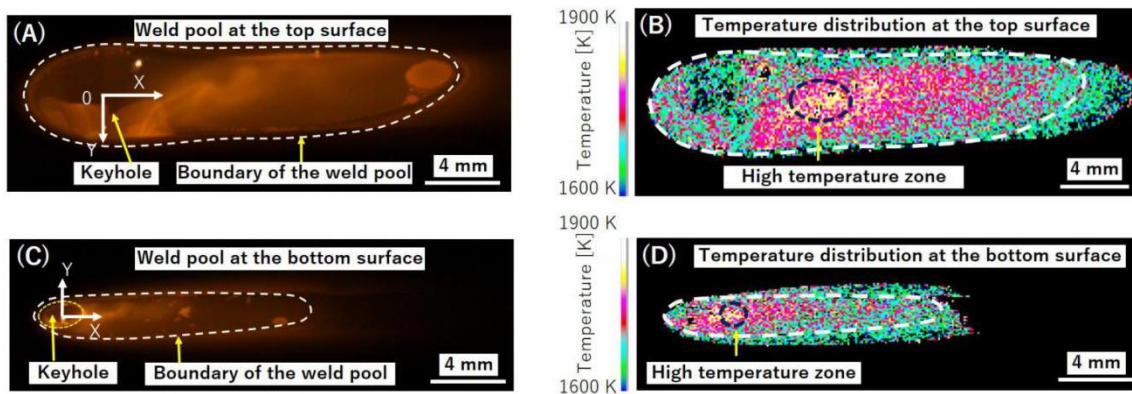 (A)
Weld pool at the top surface
0
X
Y
Keyhole
Boundary of the weld pool
4 mm
1900 K
Temperature [K]
1600 K
(B)
Temperature distribution at the top surface
High temperature zone
4 mm
(C)
Weld pool at the bottom surface
Y
X
Keyhole
Boundary of the weld pool
4 mm
1900 K
Temperature [K]
1600 K
(D)
Temperature distribution at the bottom surface
High temperature zone
4 mm